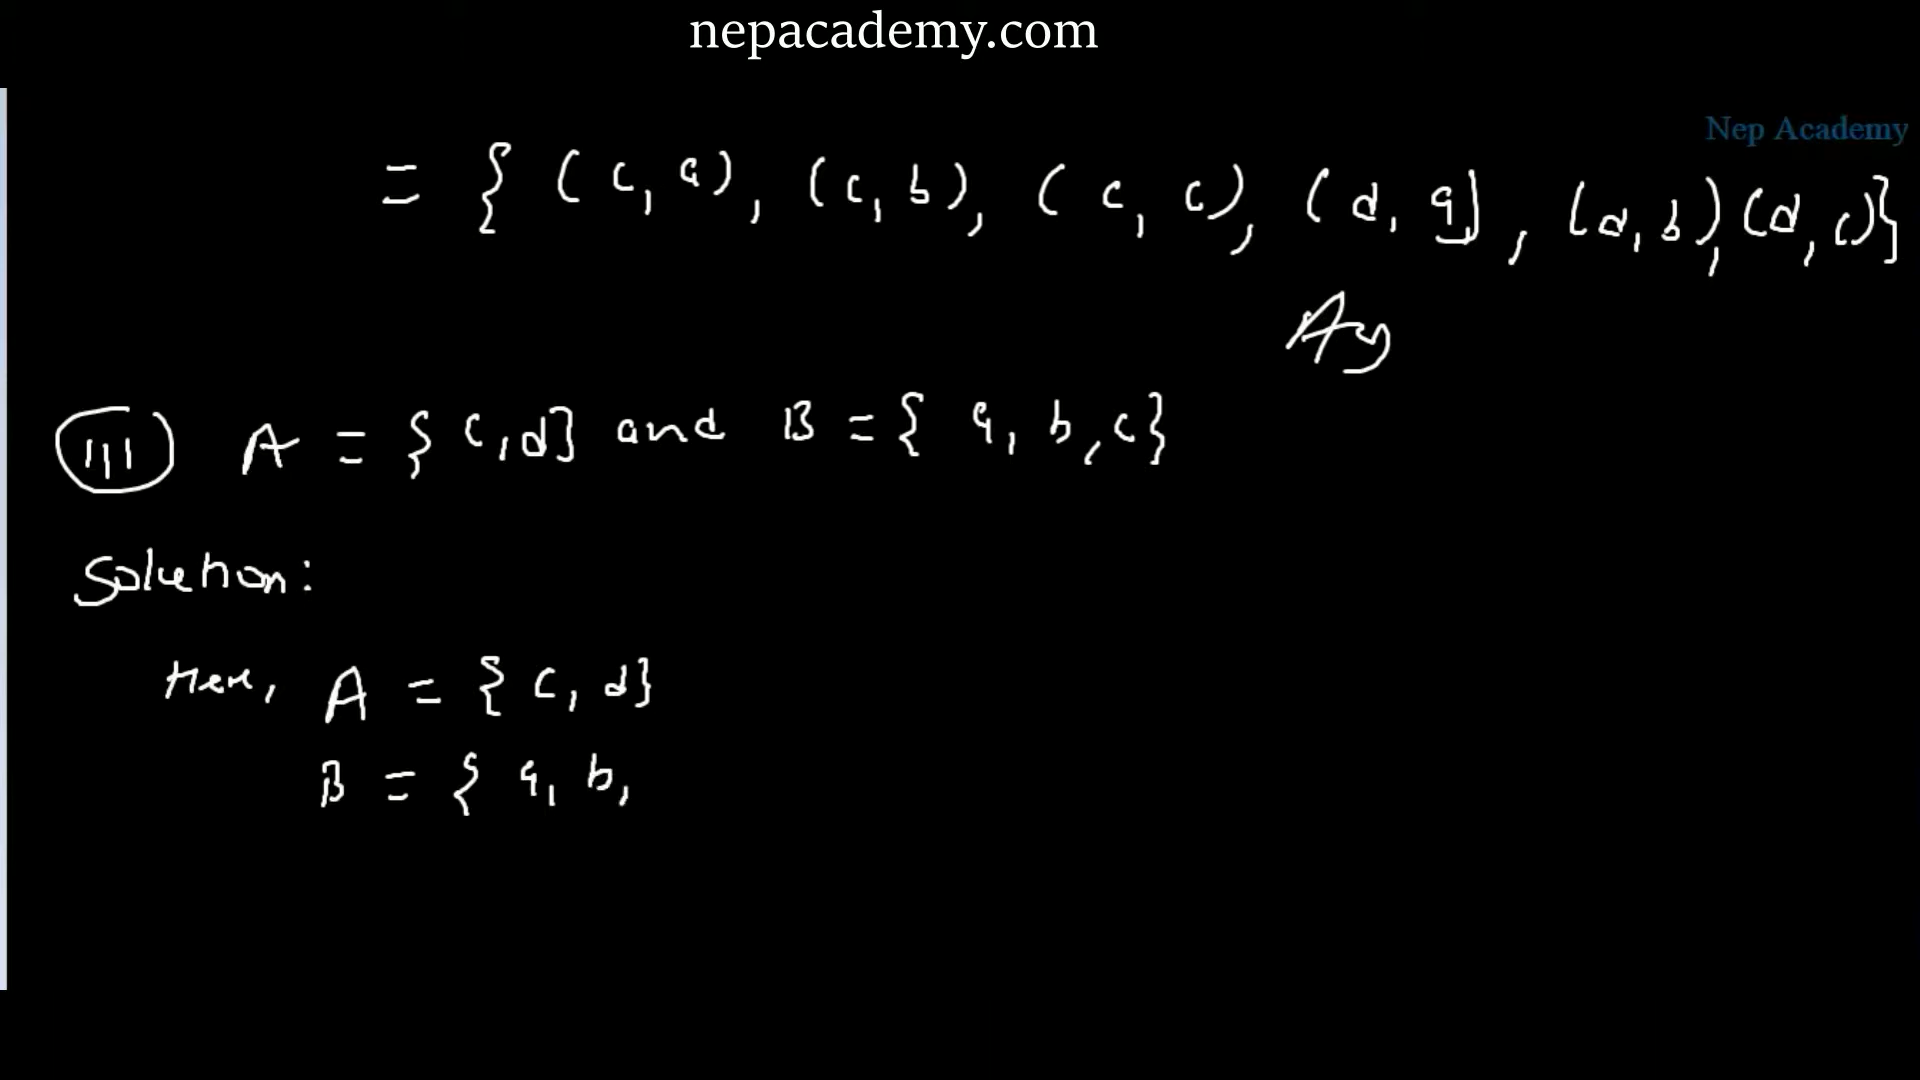 nepacademy.com
Nep Academy
= { (c, a), (c, b), (c, c), (d, a), (d, b), (d, c)}
Ans
(iii) A = { c, d} and B = { a, b, c}
Solution:
Here, A = { c, d}
B = { a, b,